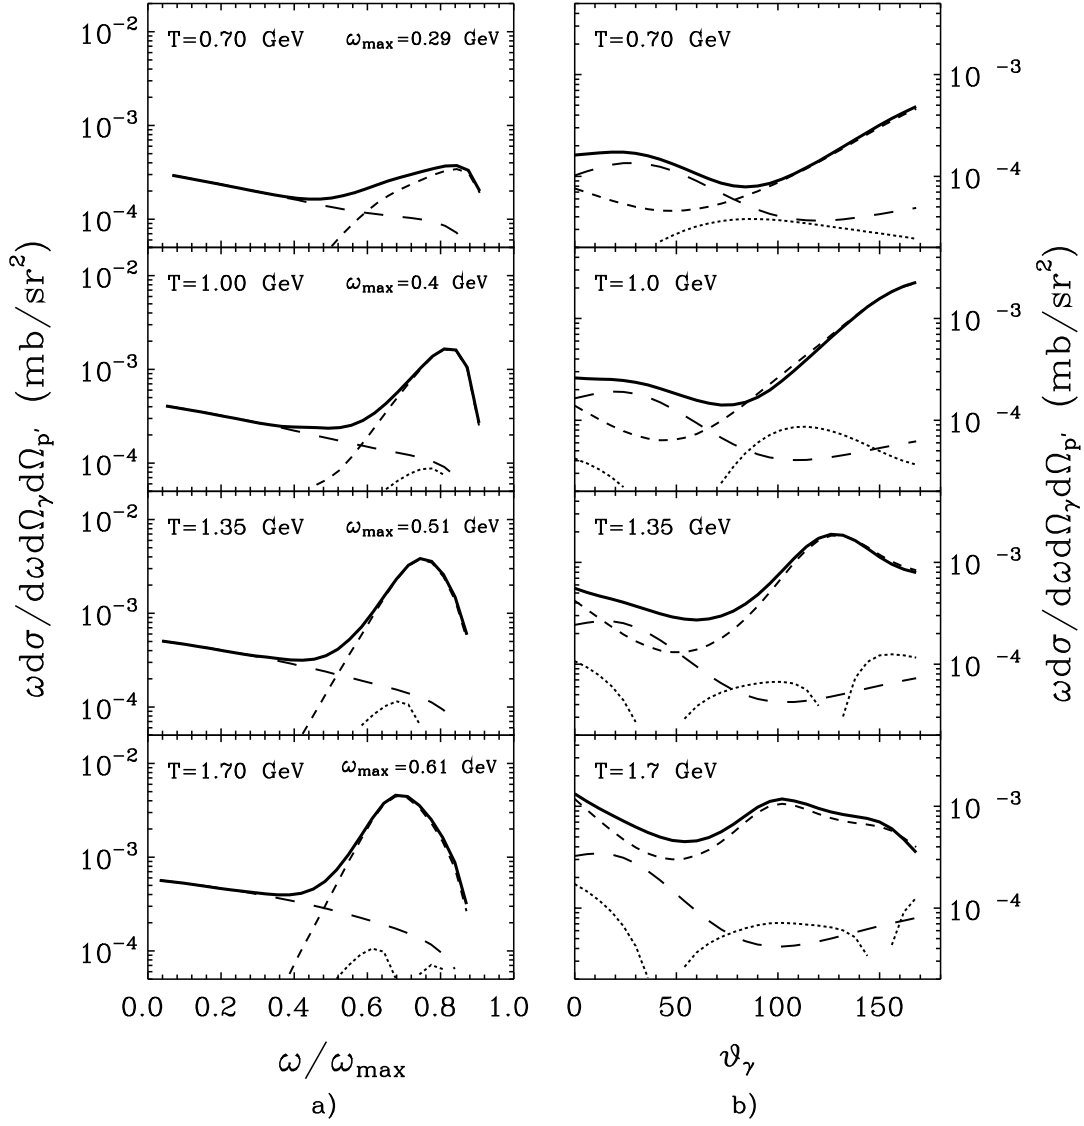 T=0.70 GeV ω_max=0.29 GeV
10^-2
10^-3
10^-4
T=1.00 GeV ω_max=0.4 GeV
10^-2
10^-3
10^-4
T=1.35 GeV ω_max=0.51 GeV
10^-2
10^-3
10^-4
T=1.70 GeV ω_max=0.61 GeV
10^-2
10^-3
10^-4
0.0 0.2 0.4 0.6 0.8 1.0
ωdσ/dωdΩ_γdΩ_p' (mb/sr^2)
ω/ω_max
a)
T=0.70 GeV
10^-3
10^-4
T=1.0 GeV
10^-3
10^-4
T=1.35 GeV
10^-3
10^-4
T=1.7 GeV
10^-3
10^-4
0 50 100 150
ωdσ/dωdΩ_γdΩ_p' (mb/sr^2)
ϑ_γ
b)